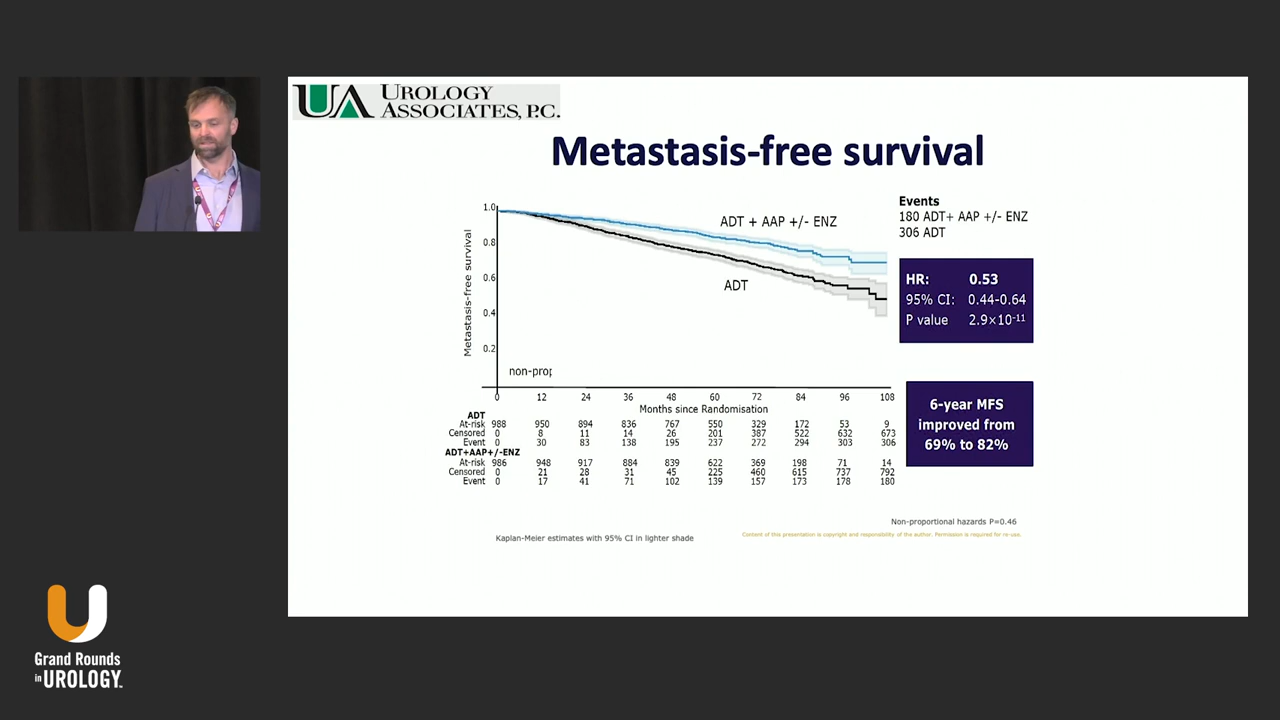 UA UROLOGY
ASSOCIATES, P.C.
Metastasis-free survival
Metastasis-free survival
1.0
0.8
0.6
0.4
0.2
ADT + AAP +/- ENZ
ADT
non-prop
0 12 24 36 48 60 72 84 96 108
Months since Randomisation
ADT
At-risk 988 950 894 836 767 550 329 172 53 9
Censored 0 8 11 14 26 201 387 522 632 673
Event 0 30 83 138 195 237 272 294 303 306
ADT+AAP+/-ENZ
At-risk 986 948 917 884 839 622 369 198 71 14
Censored 0 21 28 31 45 225 460 615 737 792
Event 0 17 41 71 102 139 157 173 178 180
Events
180 ADT+ AAP +/- ENZ
306 ADT
HR: 0.53
95% CI: 0.44-0.64
P value 2.9×10⁻¹¹
6-year MFS
improved from
69% to 82%
Non-proportional hazards P=0.46
Kaplan-Meier estimates with 95% CI in lighter shade
Content of this presentation is copyright and responsibility of the author. Permission is required for re-use.
U
Grand Rounds
in UROLOGY™